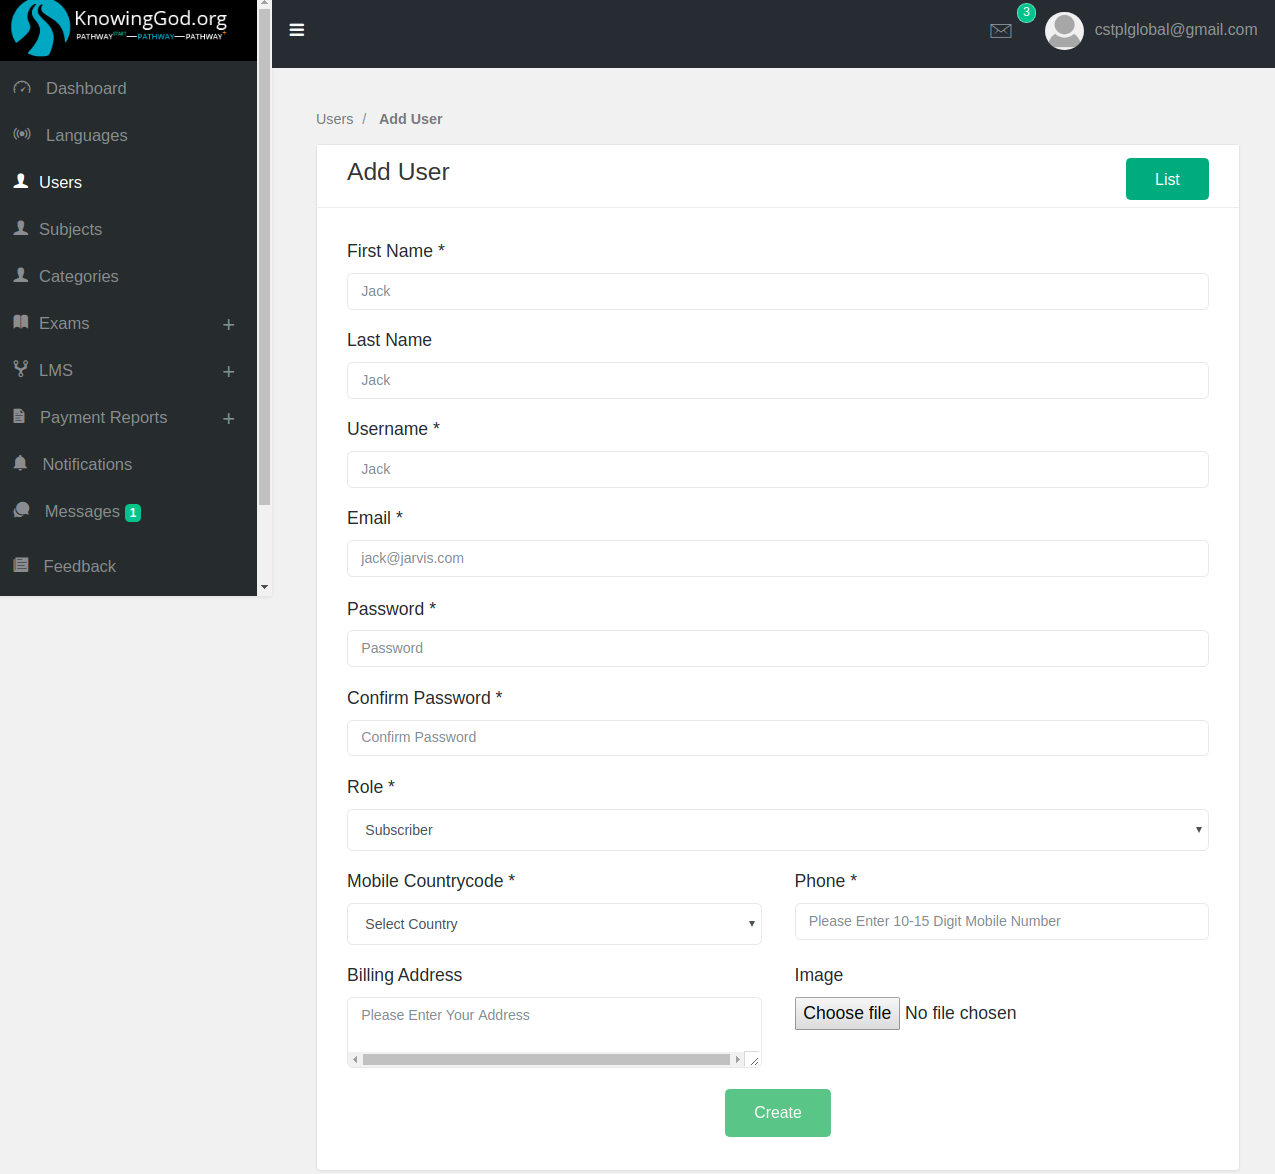 KnowingGod.org
PATHWAYSTART—PATHWAY—PATHWAY+
3
cstplglobal@gmail.com
Dashboard
Languages
Users
Subjects
Categories
Exams +
LMS +
Payment Reports +
Notifications
Messages 1
Feedback
Users / Add User
Add User
List
First Name *
Jack
Last Name
Jack
Username *
Jack
Email *
jack@jarvis.com
Password *
Password
Confirm Password *
Confirm Password
Role *
Subscriber
Mobile Countrycode *
Select Country
Phone *
Please Enter 10-15 Digit Mobile Number
Billing Address
Please Enter Your Address
Image
Choose file No file chosen
Create